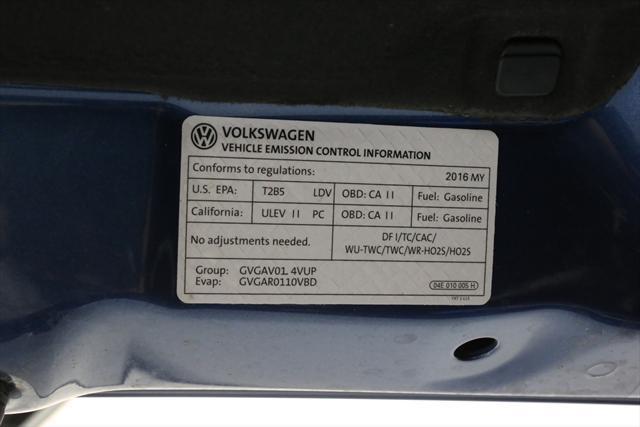 VOLKSWAGEN
VEHICLE EMISSION CONTROL INFORMATION
Conforms to regulations: 2016 MY
U.S. EPA: T2B5 LDV OBD: CA II Fuel: Gasoline
California: ULEV II PC OBD: CA II Fuel: Gasoline
No adjustments needed. DFI/TC/CAC/
WU-TWC/TWC/WR-HO2S/HO2S
Group: GVGAV01.4VUP
Evap: GVGAR0110VBD
04E 010 005 H